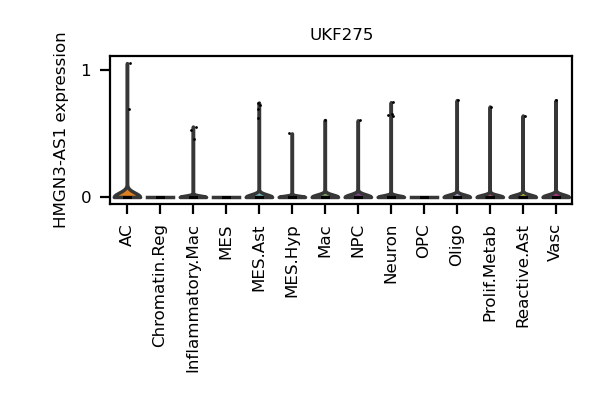 UKF275
HMGN3-AS1 expression
1
0
AC
Chromatin.Reg
Inflammatory.Mac
MES
MES.Ast
MES.Hyp
Mac
NPC
Neuron
OPC
Oligo
Prolif.Metab
Reactive.Ast
Vasc